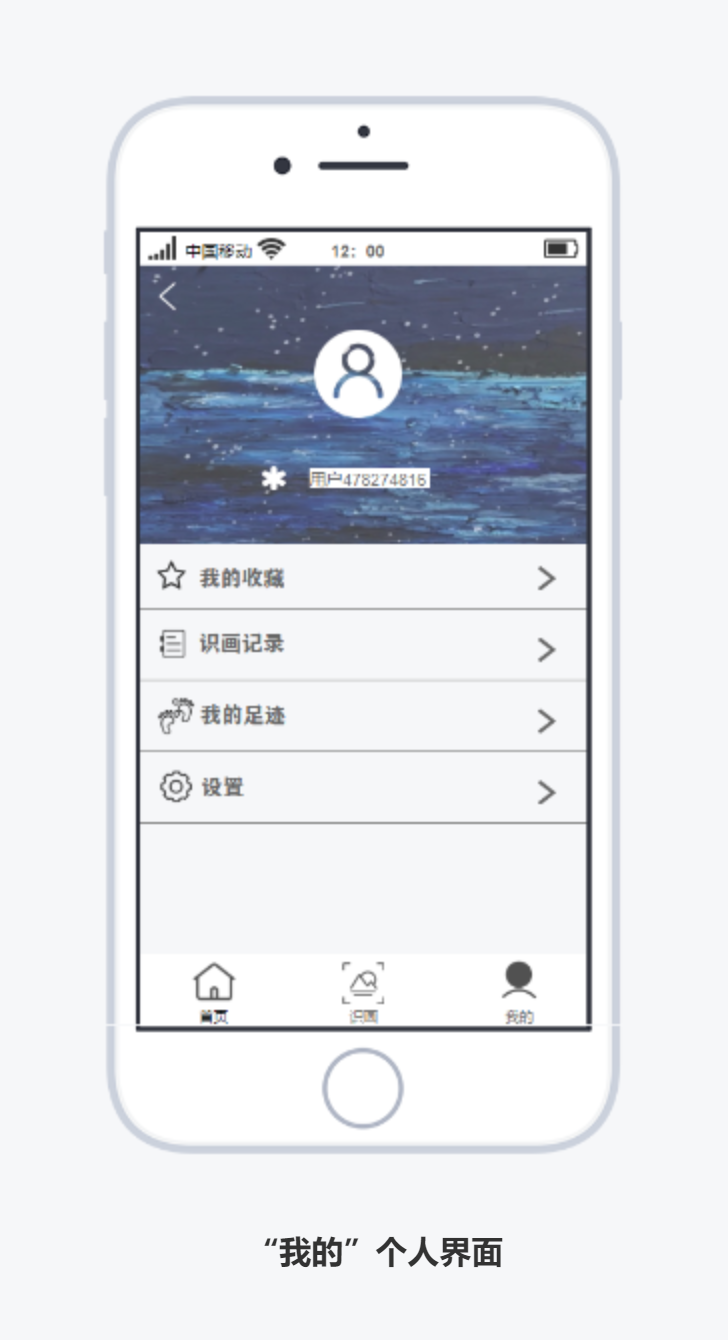 中国移动 12：00
用户478274816
我的收藏
识画记录
我的足迹
设置
首页 识画 我的
“我的”个人界面